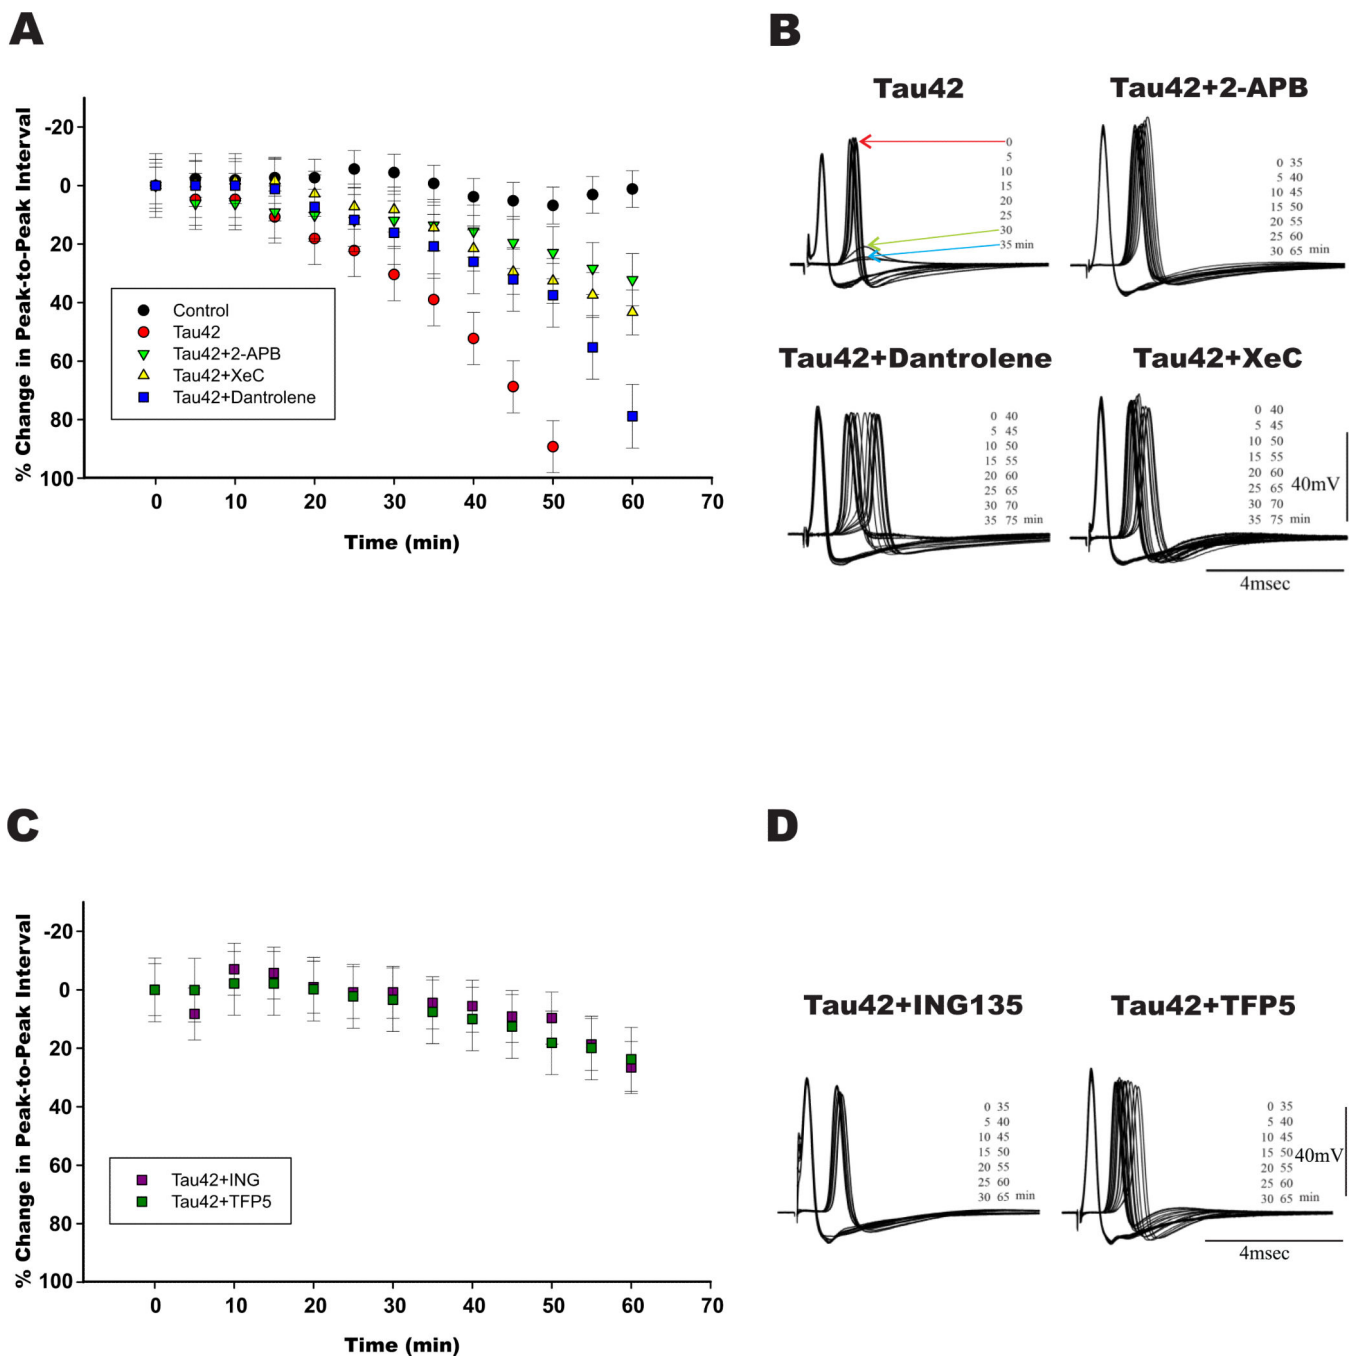 A
% Change in Peak-to-Peak Interval
-20
0
20
40
60
80
100
Control
Tau42
Tau42+2-APB
Tau42+XeC
Tau42+Dantrolene
0 10 20 30 40 50 60 70
Time (min)
B
Tau42
0
5
10
15
20
25
30
35 min
Tau42+2-APB
0 35
5 40
10 45
15 50
20 55
25 60
30 65 min
Tau42+Dantrolene
0 40
5 45
10 50
15 55
20 60
25 65
30 70
35 75 min
Tau42+XeC
0 40
5 45
10 50
15 55
20 60
25 65
30 70
35 75 min
40mV
4msec
C
% Change in Peak-to-Peak Interval
-20
0
20
40
60
80
100
Tau42+ING
Tau42+TFP5
0 10 20 30 40 50 60 70
Time (min)
D
Tau42+ING135
0 35
5 40
10 45
15 50
20 55
25 60
30 65 min
Tau42+TFP5
0 35
5 40
10 45
15 50
20 55
25 60
30 65 min
40mV
4msec